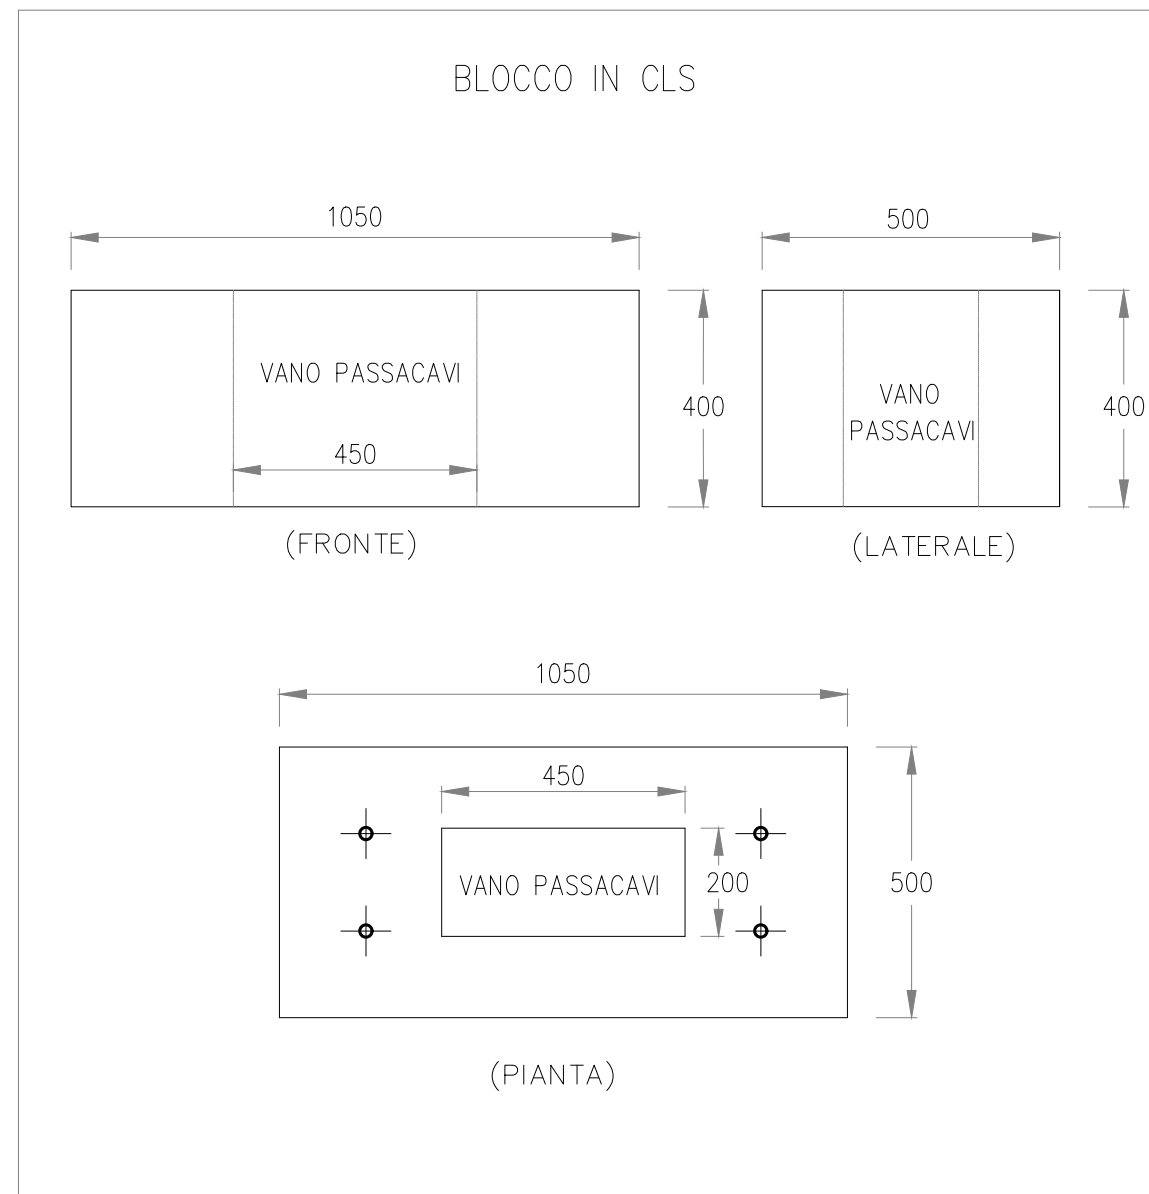 BLOCCO IN CLS
1050
500
VANO PASSACAVI
400
VANO
PASSACAVI
400
450
(FRONTE)
(LATERALE)
1050
450
VANO PASSACAVI
200
500
(PIANTA)